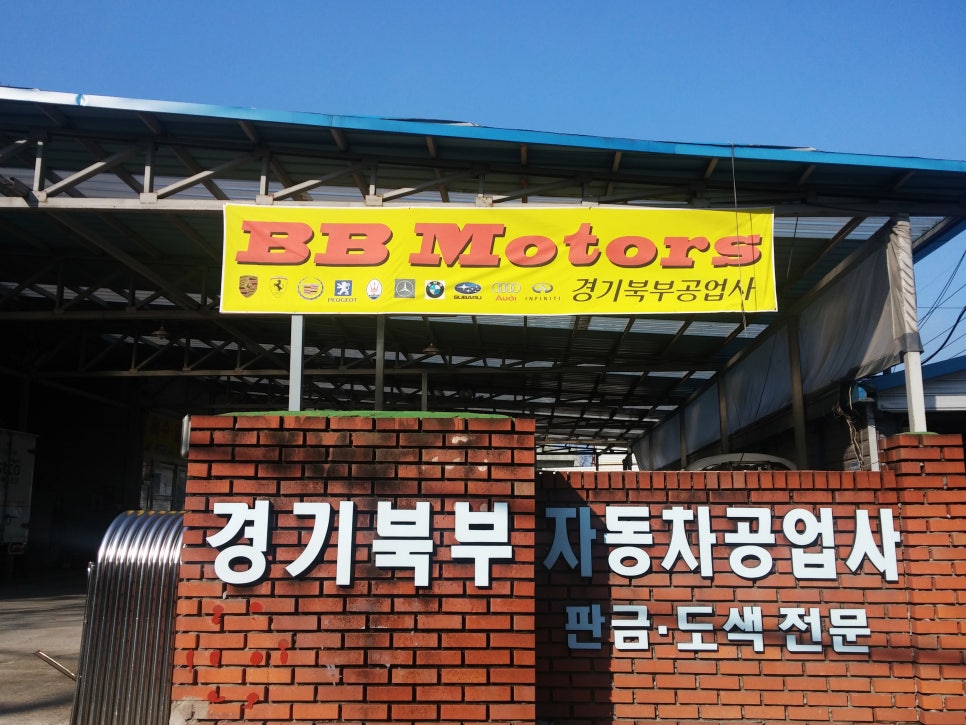 BB Motors
PEUGEOT SUBARU Audi INFINITI 경기북부공업사
경기북부 자동차공업사
판금·도색 전문